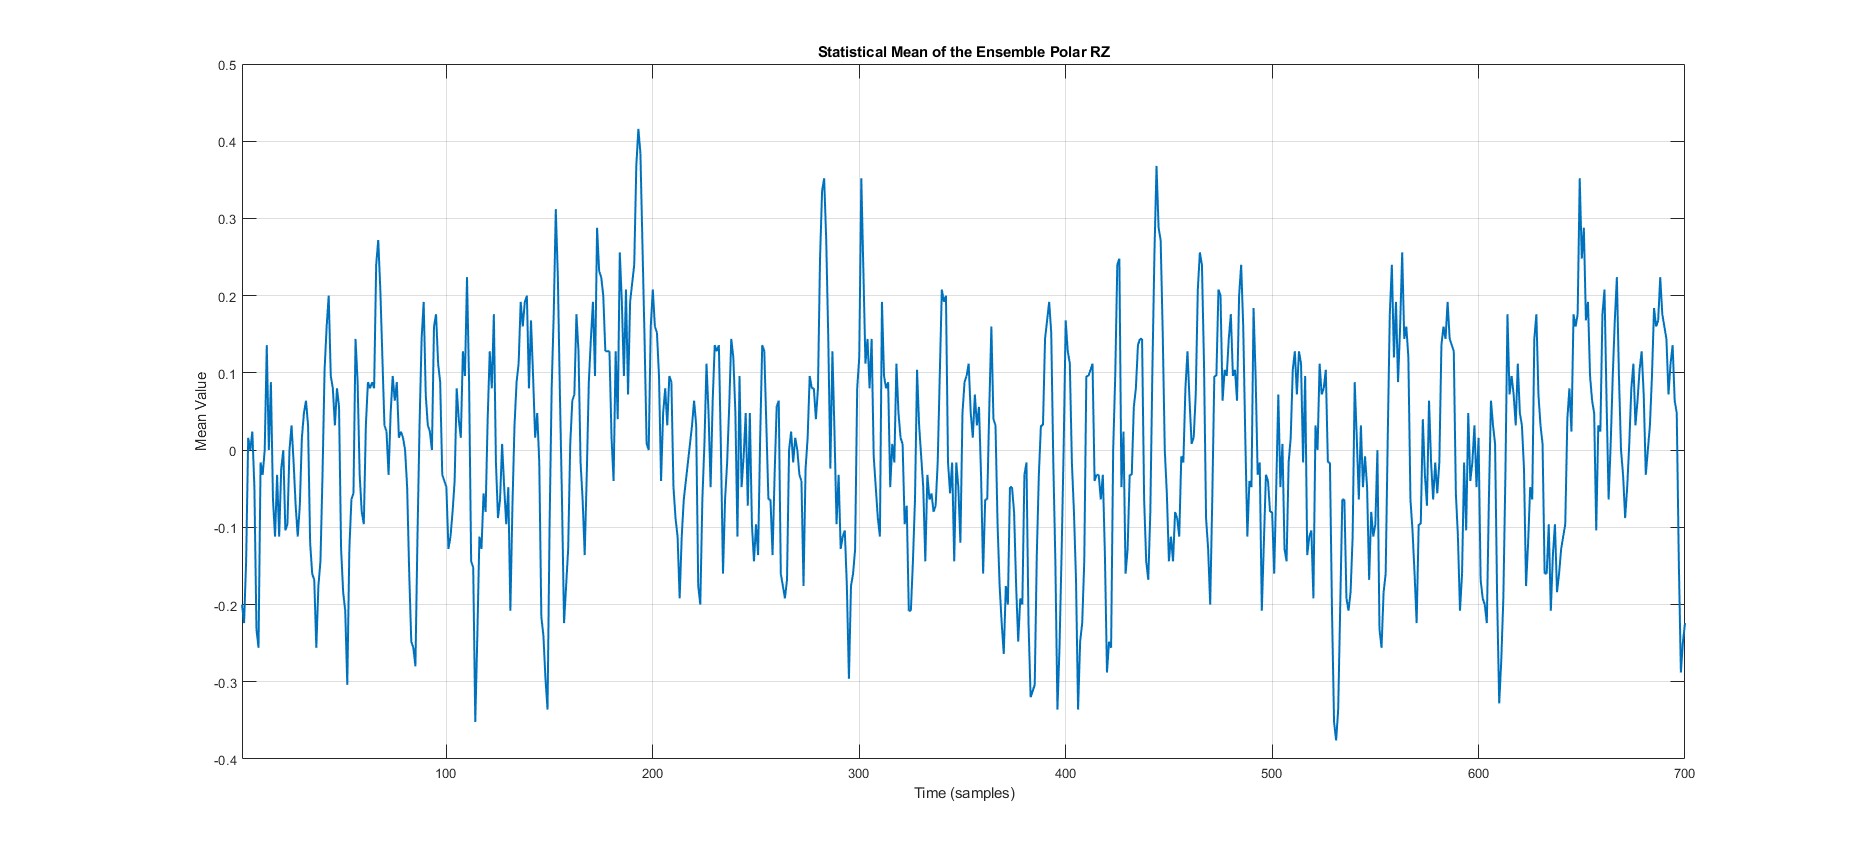 Statistical Mean of the Ensemble Polar RZ
0.5
0.4
0.3
0.2
0.1
0
-0.1
-0.2
-0.3
-0.4
Mean Value
100 200 300 400 500 600 700
Time (samples)